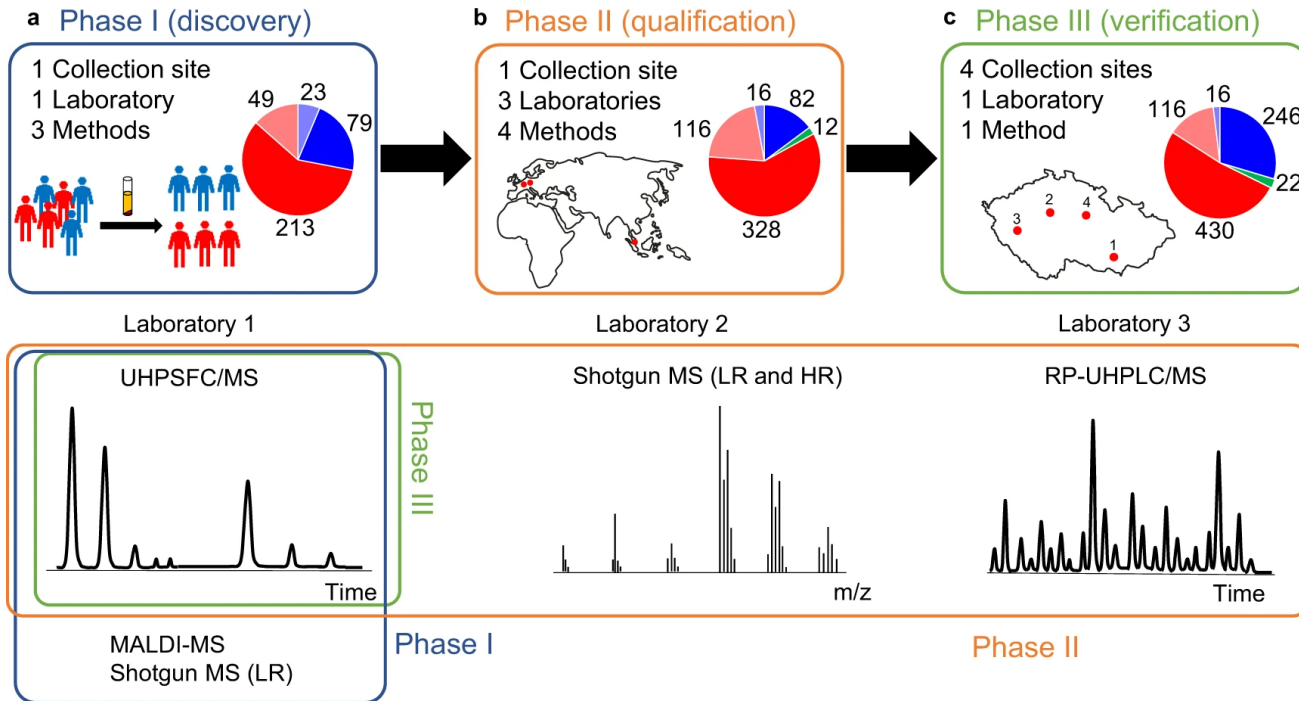 a Phase I (discovery)
1 Collection site
1 Laboratory
3 Methods
49
23
79
213
b Phase II (qualification)
1 Collection site
3 Laboratories
4 Methods
116
16
82
12
328
c Phase III (verification)
4 Collection sites
1 Laboratory
1 Method
116
16
246
22
430
3
2
4
1
Laboratory 1
Laboratory 2
Laboratory 3
UHPSFC/MS
Time
Phase III
Shotgun MS (LR and HR)
m/z
RP-UHPLC/MS
Time
MALDI-MS
Shotgun MS (LR)
Phase I
Phase II